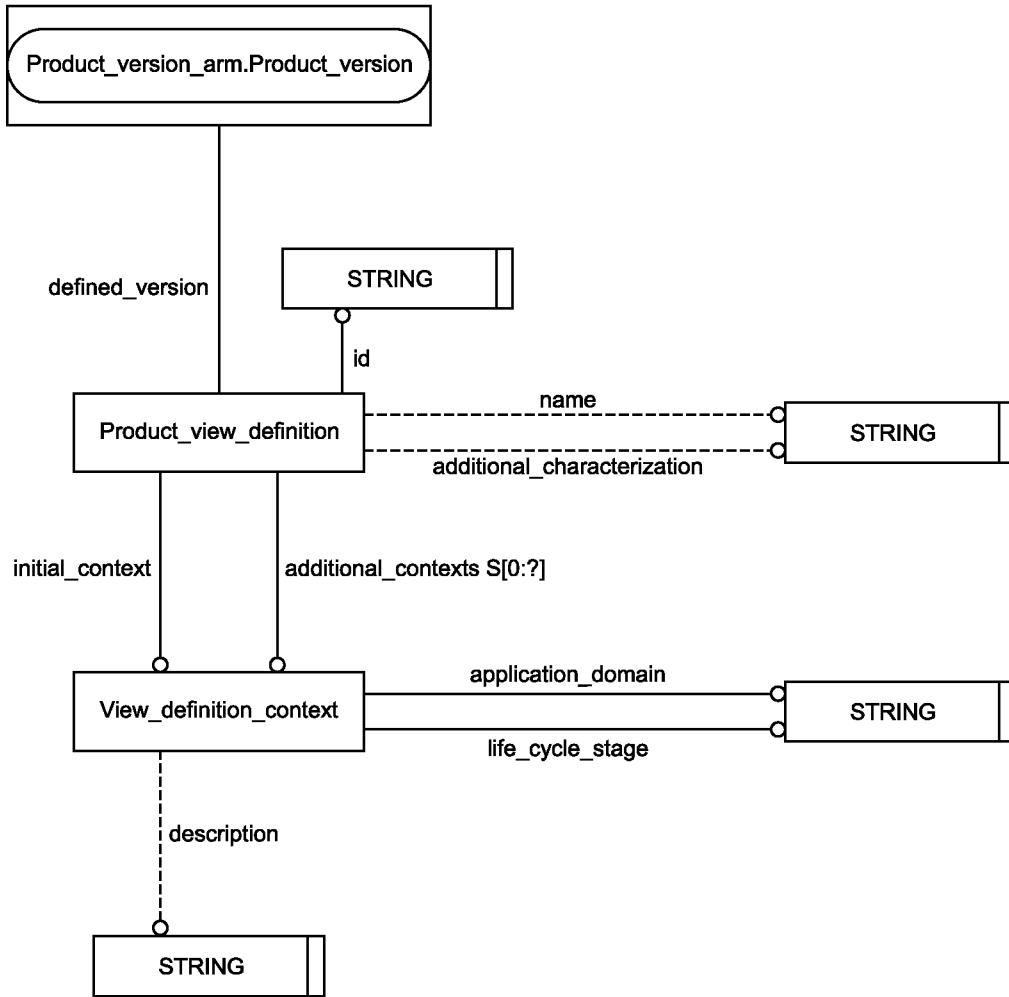 Product_version_arm.Product_version
STRING
defined_version
id
name
Product_view_definition
STRING
additional_characterization
initial_context
additional_contexts S[0:?]
application_domain
View_definition_context
STRING
life_cycle_stage
description
STRING